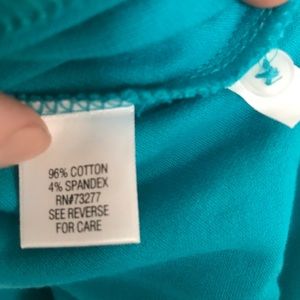 96% COTTON
4% SPANDEX
RN#73277
SEE REVERSE
FOR CARE